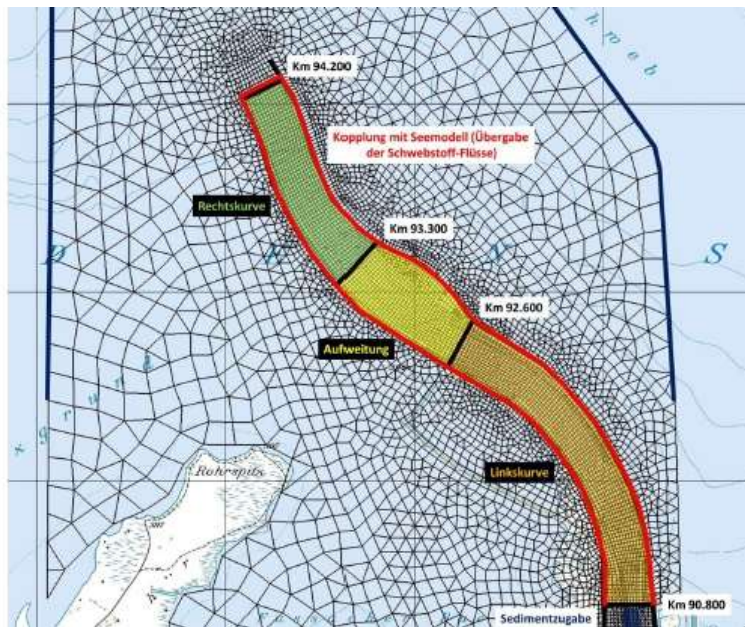 Km 94.200
Kopplung mit Seemodell (Übergabe
der Schwebstoff-Flüsse)
Rechtskurve
Km 93.300
S
Km 92.600
Aufweitung
Rohrspitz
Linkskurve
Km 90.800
Sedimentzugabe